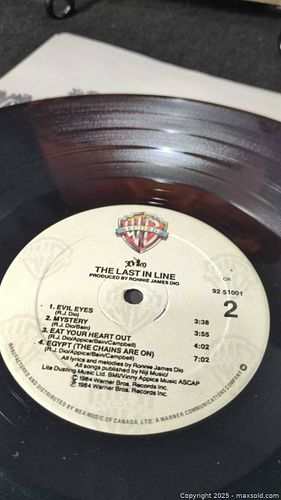 WB
Dio
THE LAST IN LINE
PRODUCED BY RONNIE JAMES DIO
CR
92 51001
2
1. EVIL EYES 3:38
(R.J. Dio)
2. MYSTERY 3:55
(R.J. Dio/Bain)
3. EAT YOUR HEART OUT 4:02
(R.J. Dio/Appice/Bain/Campbell)
4. EGYPT (THE CHAINS ARE ON) 7:02
(R.J. Dio/Appice/Bain/Campbell)
All lyrics and melodies by Ronnie James Dio
All songs published by Niji Music/
Lite Dusting Music Ltd. BMI/Vinny Appice Music ASCAP
℗ 1984 Warner Bros. Records Inc.
© 1984 Warner Bros. Records Inc.
MANUFACTURED AND DISTRIBUTED BY WEA MUSIC OF CANADA, LTD. A WARNER COMMUNICATIONS COMPANY
Copyright 2025 - maxsold.com